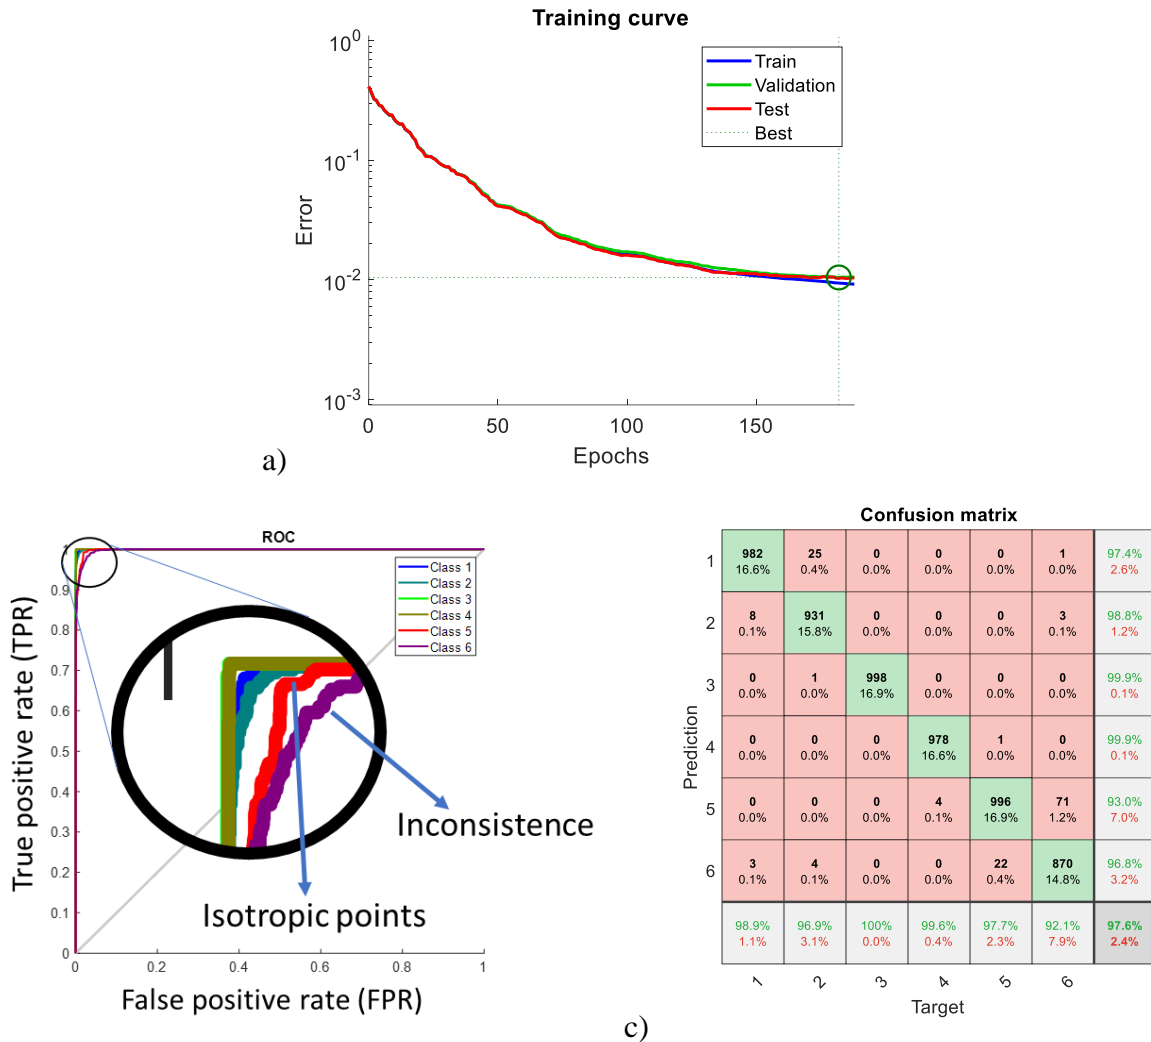 Training curve
10^0
10^-1
10^-2
10^-3
Error
0 50 100 150
Epochs
Train
Validation
Test
Best
a)
ROC
1
0.9
0.8
0.7
0.6
0.5
0.4
0.3
0.2
0.1
0
0 0.2 0.4 0.6 0.8 1
True positive rate (TPR)
False positive rate (FPR)
Class 1
Class 2
Class 3
Class 4
Class 5
Class 6
Inconsistence
Isotropic points
c)
Confusion matrix
Prediction
1 982 25 0 0 0 1 97.4%
16.6% 0.4% 0.0% 0.0% 0.0% 0.0% 2.6%
2 8 931 0 0 0 3 98.8%
0.1% 15.8% 0.0% 0.0% 0.0% 0.1% 1.2%
3 0 1 998 0 0 0 99.9%
0.0% 0.0% 16.9% 0.0% 0.0% 0.0% 0.1%
4 0 0 0 978 1 0 99.9%
0.0% 0.0% 0.0% 16.6% 0.0% 0.0% 0.1%
5 0 0 0 4 996 71 93.0%
0.0% 0.0% 0.0% 0.1% 16.9% 1.2% 7.0%
6 3 4 0 0 22 870 96.8%
0.1% 0.1% 0.0% 0.0% 0.4% 14.8% 3.2%
98.9% 96.9% 100% 99.6% 97.7% 92.1% 97.6%
1.1% 3.1% 0.0% 0.4% 2.3% 7.9% 2.4%
1 2 3 4 5 6
Target